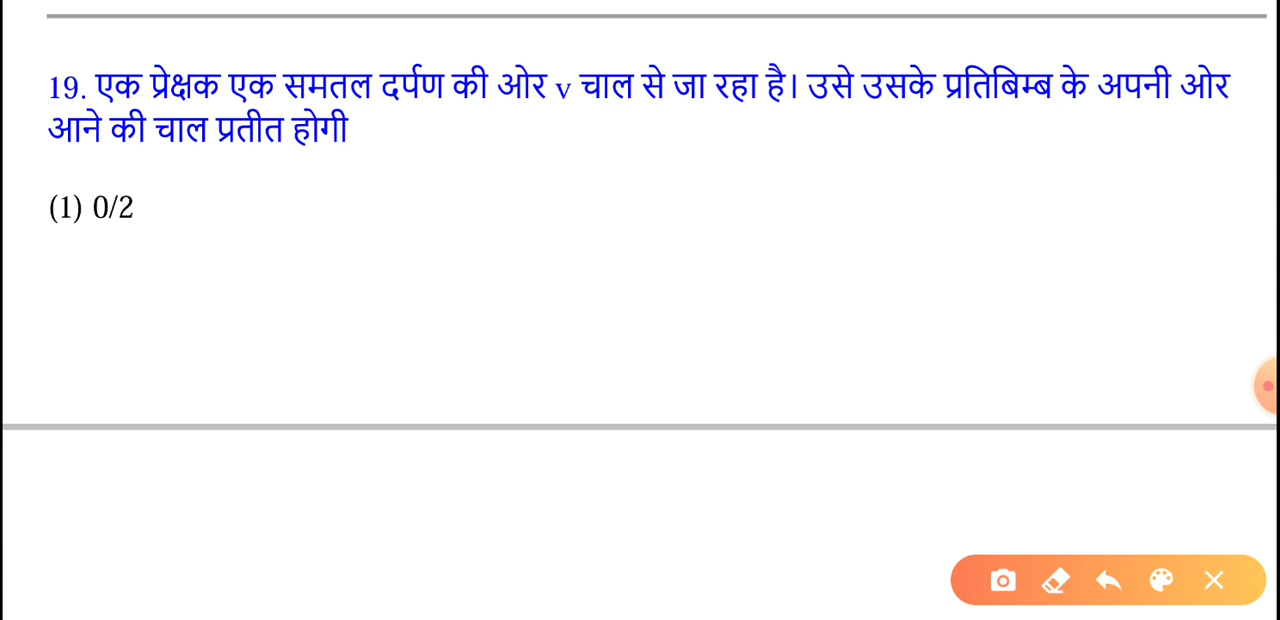 19. एक प्रेक्षक एक समतल दर्पण की ओर v चाल से जा रहा है। उसे उसके प्रतिबिम्ब के अपनी ओर
आने की चाल प्रतीत होगी
(1) 0/2